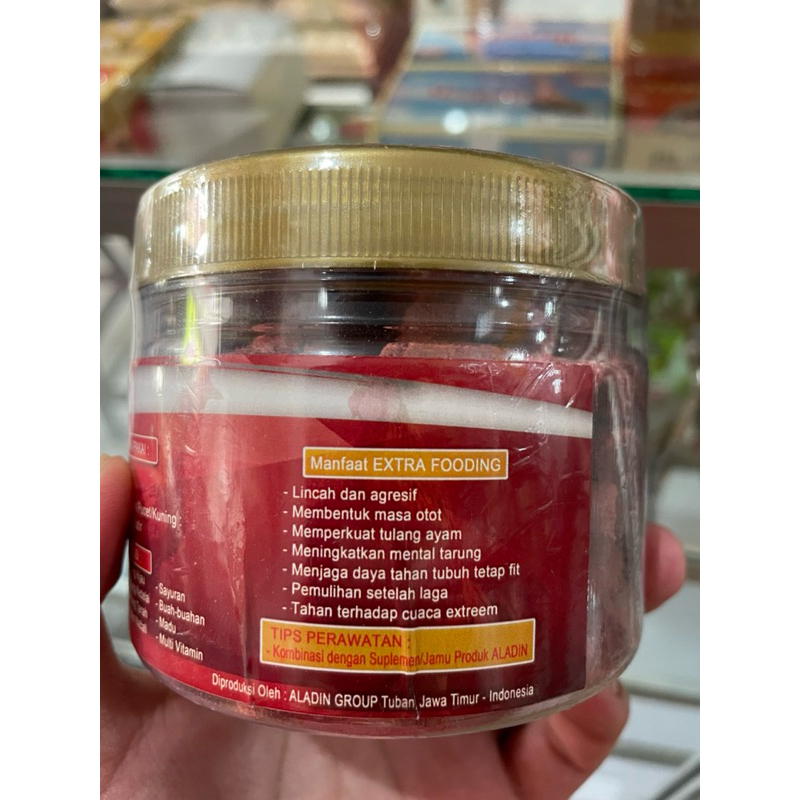 Manfaat EXTRA FOODING
- Lincah dan agresif
- Membentuk masa otot
- Memperkuat tulang ayam
- Meningkatkan mental tarung
- Menjaga daya tahan tubuh tetap fit
- Pemulihan setelah laga
- Tahan terhadap cuaca extreem
TIPS PERAWATAN :
- Kombinasi dengan Suplemen/Jamu Produk ALADIN
Pucet/Kuning :
- Sayuran
- Buah-buahan
- Madu
- Multi Vitamin
Diproduksi Oleh : ALADIN GROUP Tuban, Jawa Timur - Indonesia